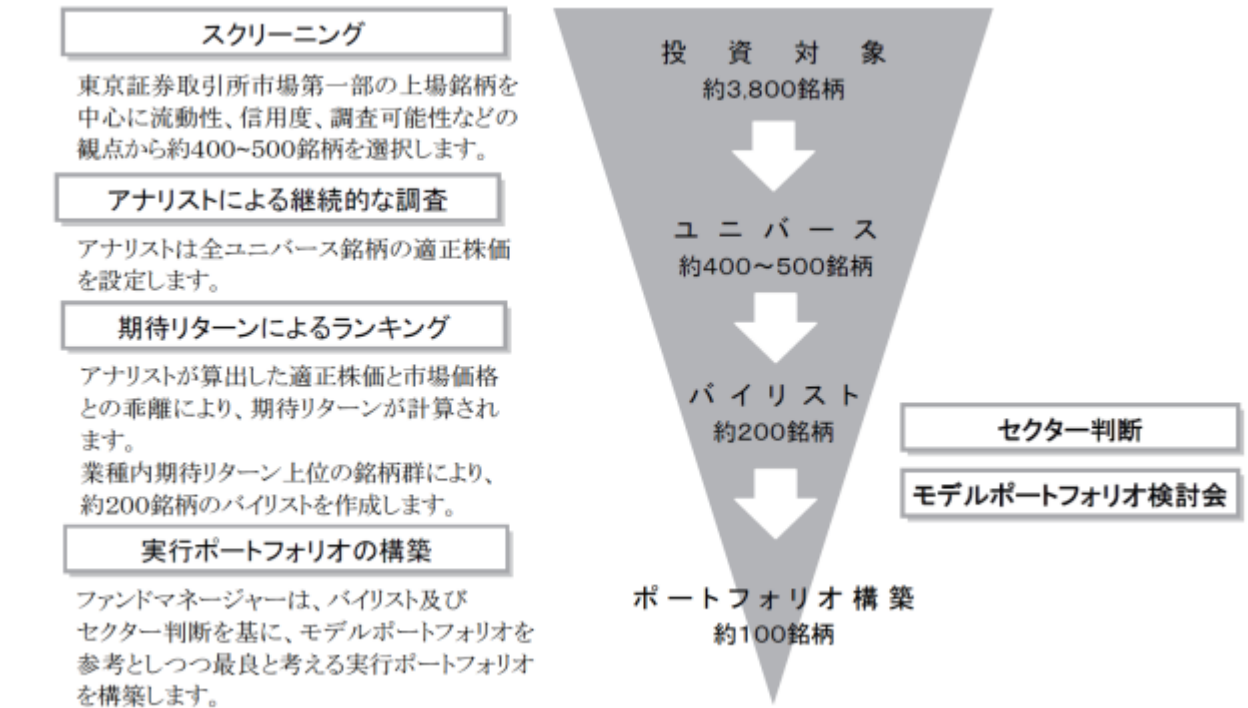 スクリーニング
東京証券取引所市場第一部の上場銘柄を
中心に流動性、信用度、調査可能性などの
観点から約400~500銘柄を選択します。
アナリストによる継続的な調査
アナリストは全ユニバース銘柄の適正株価
を設定します。
期待リターンによるランキング
アナリストが算出した適正株価と市場価格
との乖離により、期待リターンが計算され
ます。
業種内期待リターン上位の銘柄群により、
約200銘柄のバイリストを作成します。
実行ポートフォリオの構築
ファンドマネージャーは、バイリスト及び
セクター判断を基に、モデルポートフォリオを
参考としつつ最良と考える実行ポートフォリオ
を構築します。
投資対象
約3,800銘柄
ユニバース
約400～500銘柄
バイリスト
約200銘柄
ポートフォリオ構築
約100銘柄
セクター判断
モデルポートフォリオ検討会